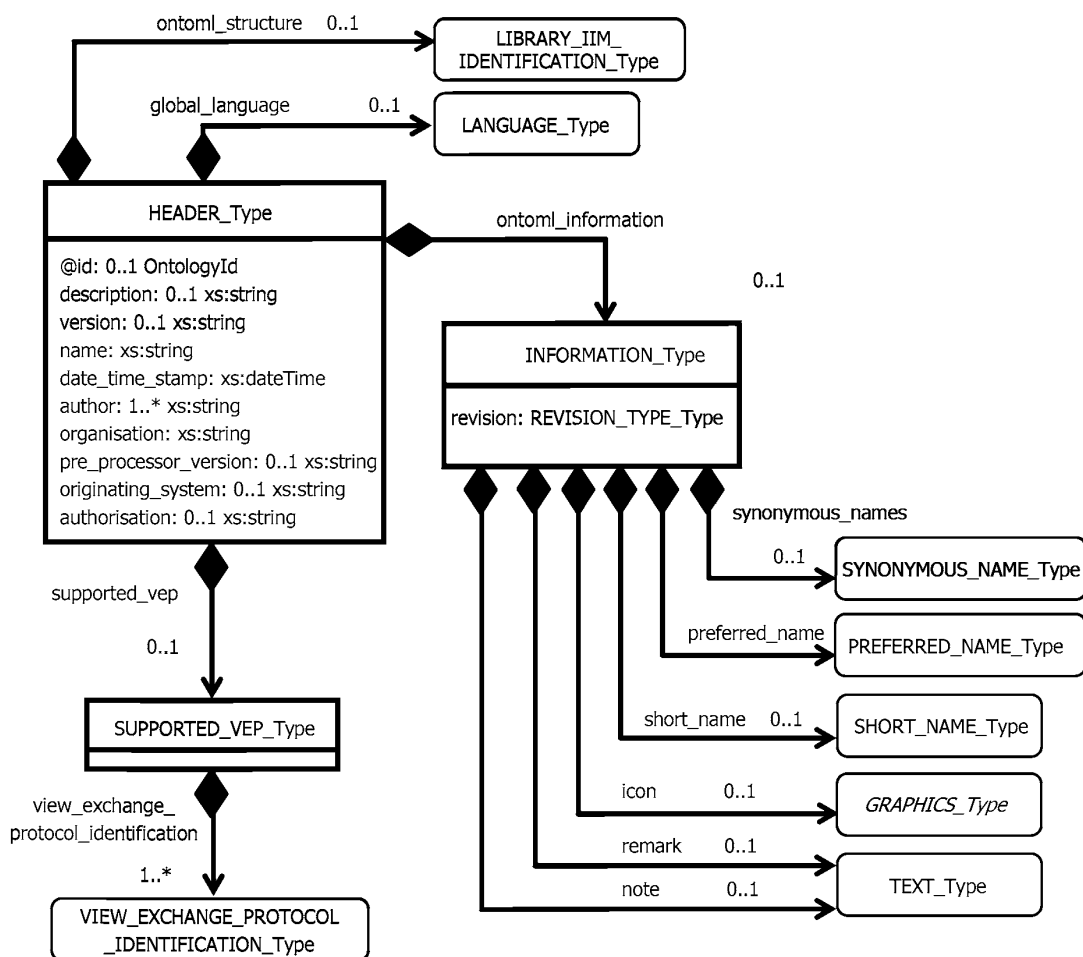 ontoml_structure 0..1
LIBRARY_IIM_
IDENTIFICATION_Type
global_language 0..1
LANGUAGE_Type
HEADER_Type
@id: 0..1 OntologyId
description: 0..1 xs:string
version: 0..1 xs:string
name: xs:string
date_time_stamp: xs:dateTime
author: 1..* xs:string
organisation: xs:string
pre_processor_version: 0..1 xs:string
originating_system: 0..1 xs:string
authorisation: 0..1 xs:string
ontoml_information
0..1
INFORMATION_Type
revision: REVISION_TYPE_Type
synonymous_names
0..1
SYNONYMOUS_NAME_Type
preferred_name
PREFERRED_NAME_Type
short_name 0..1
SHORT_NAME_Type
icon 0..1
GRAPHICS_Type
remark 0..1
note 0..1
TEXT_Type
supported_vep
0..1
SUPPORTED_VEP_Type
view_exchange_
protocol_identification
1..*
VIEW_EXCHANGE_PROTOCOL
_IDENTIFICATION_Type